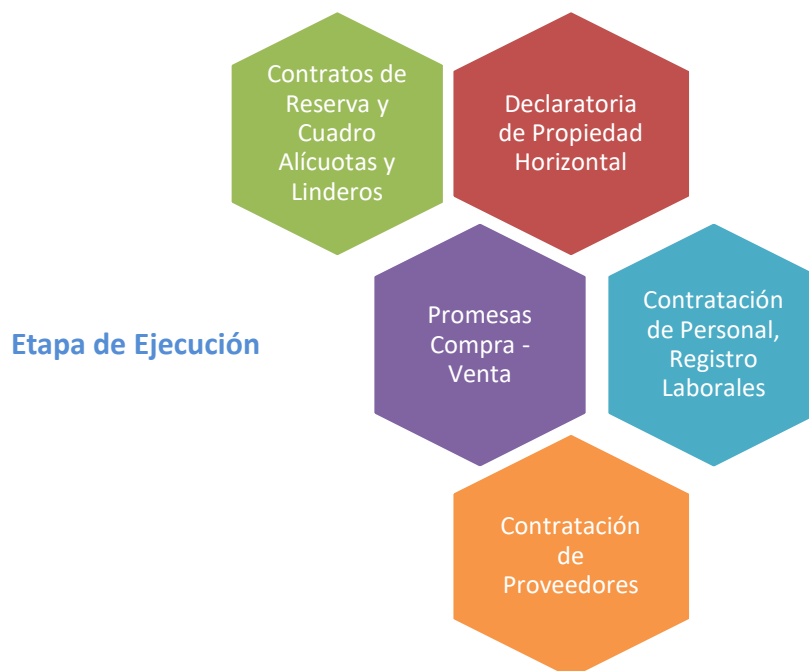 Contratos de
Reserva y
Cuadro
Alícuotas y
Linderos
Declaratoria
de Propiedad
Horizontal
Etapa de Ejecución
Promesas
Compra -
Venta
Contratación
de Personal,
Registro
Laborales
Contratación
de
Proveedores